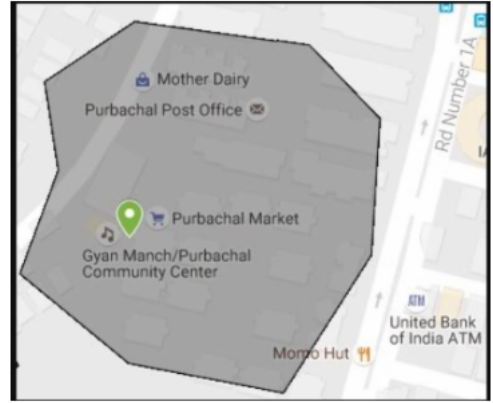 Mother Dairy
Purbachal Post Office
Rd Number 1A
Purbachal Market
Gyan Manch/Purbachal
Community Center
ATM
United Bank
of India ATM
Momo Hut